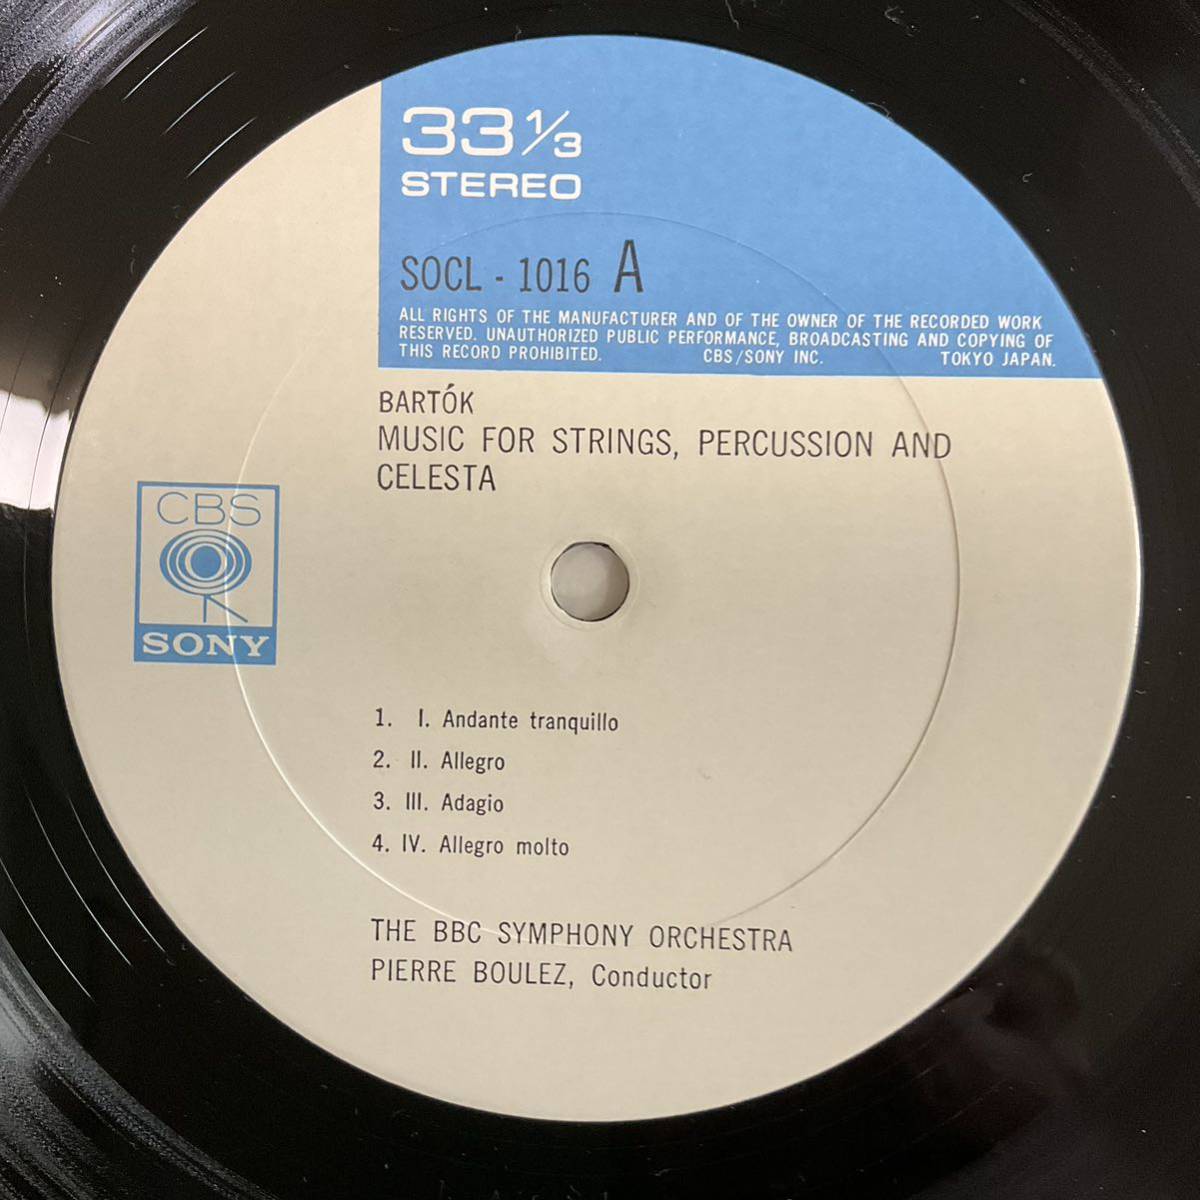 33 1/3
STEREO
SOCL - 1016 A
ALL RIGHTS OF THE MANUFACTURER AND OF THE OWNER OF THE RECORDED WORK
RESERVED. UNAUTHORIZED PUBLIC PERFORMANCE, BROADCASTING AND COPYING OF
THIS RECORD PROHIBITED. CBS/SONY INC. TOKYO JAPAN.
BARTÓK
MUSIC FOR STRINGS, PERCUSSION AND
CELESTA
CBS
SONY
1. I. Andante tranquillo
2. II. Allegro
3. III. Adagio
4. IV. Allegro molto
THE BBC SYMPHONY ORCHESTRA
PIERRE BOULEZ, Conductor